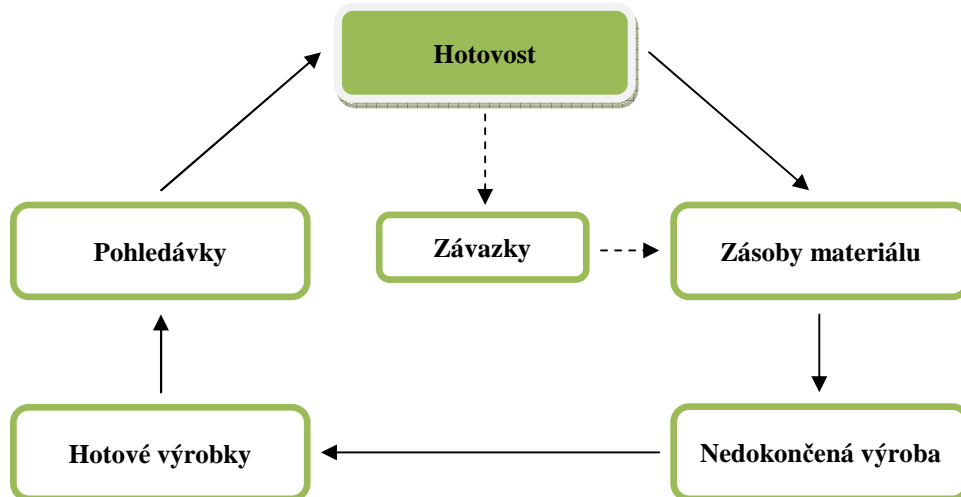 Hotovost
Pohledávky
Závazky
Zásoby materiálu
Hotové výrobky
Nedokončená výroba